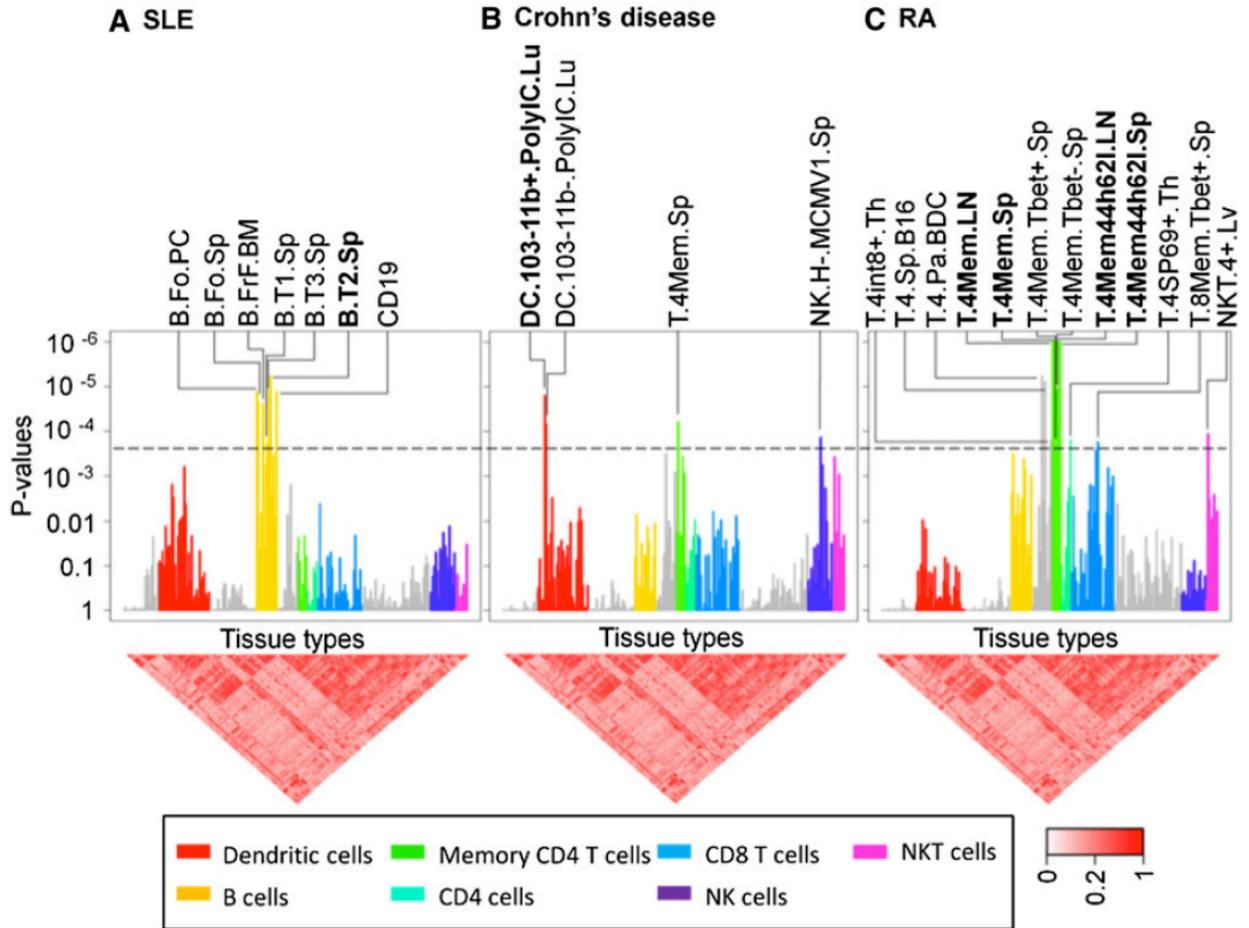 A SLE
B Crohn's disease
C RA
B.Fo.PC
B.Fo.Sp
B.FrF.BM
B.T1.Sp
B.T3.Sp
B.T2.Sp
CD19
DC.103-11b+.PolyIC.Lu
DC.103-11b-.PolyIC.Lu
T.4Mem.Sp
NK.H-.MCMV1.Sp
T.4int8+.Th
T.4.Sp.B16
T.4.Pa.BDC
T.4Mem.LN
T.4Mem.Sp
T.4Mem.Tbet+.Sp
T.4Mem.Tbet-.Sp
T.4Mem44h62l.LN
T.4Mem44h62l.Sp
T.4SP69+.Th
T.8Mem.Tbet+.Sp
NKT.4+.Lv
P-values
10 -6
10 -5
10 -4
10 -3
0.01
0.1
1
Tissue types
Tissue types
Tissue types
Dendritic cells
Memory CD4 T cells
CD8 T cells
NKT cells
B cells
CD4 cells
NK cells
0
0.2
1